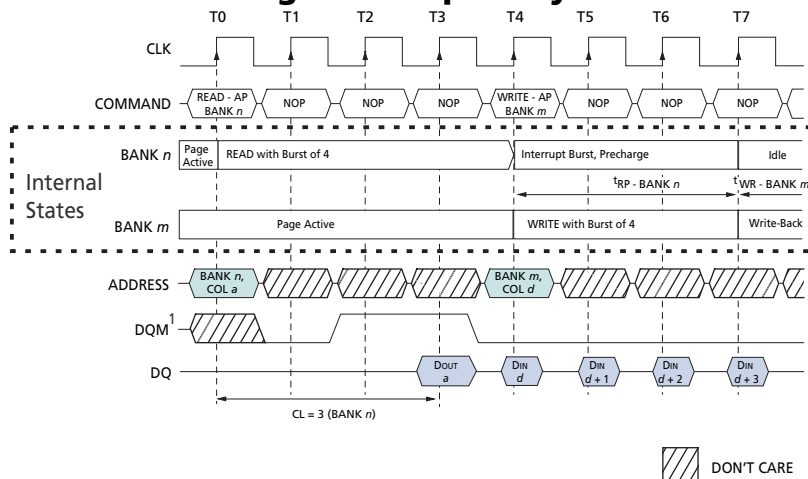 T0 T1 T2 T3 T4 T5 T6 T7
CLK
COMMAND READ - AP BANK n NOP NOP NOP WRITE - AP BANK m NOP NOP NOP
Internal States
BANK n Page Active READ with Burst of 4 Interrupt Burst, Precharge Idle
tRP - BANK n tWR - BANK m
BANK m Page Active WRITE with Burst of 4 Write-Back
ADDRESS BANK n, COL a BANK m, COL d
DQM1
DQ DOUT a DIN d DIN d + 1 DIN d + 2 DIN d + 3
CL = 3 (BANK n)
DON'T CARE